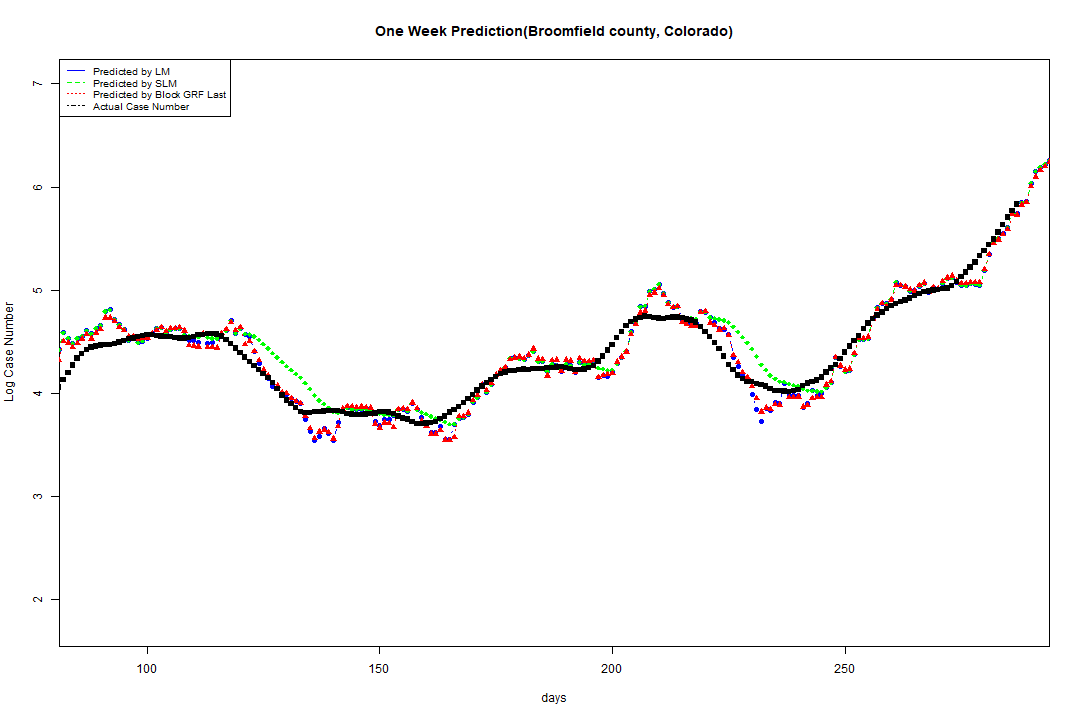 One Week Prediction(Broomfield county, Colorado)
Predicted by LM
Predicted by SLM
Predicted by Block GRF Last
Actual Case Number
7
6
5
4
3
2
Log Case Number
100 150 200 250
days